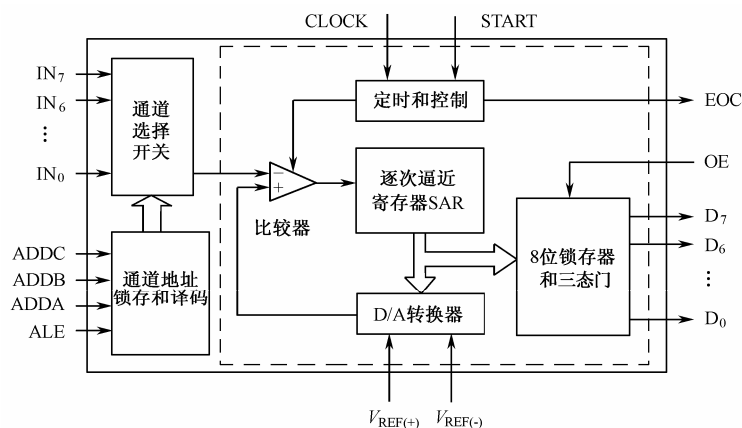 CLOCK
START
IN7
IN6
⋮
IN0
通道
选择
开关
定时和控制
EOC
OE
−
+
比较器
逐次逼近
寄存器SAR
8位锁存器
和三态门
D7
D6
⋮
D0
ADDC
ADDB
ADDA
ALE
通道地址
锁存和译码
D/A转换器
VREF(+)
VREF(-)